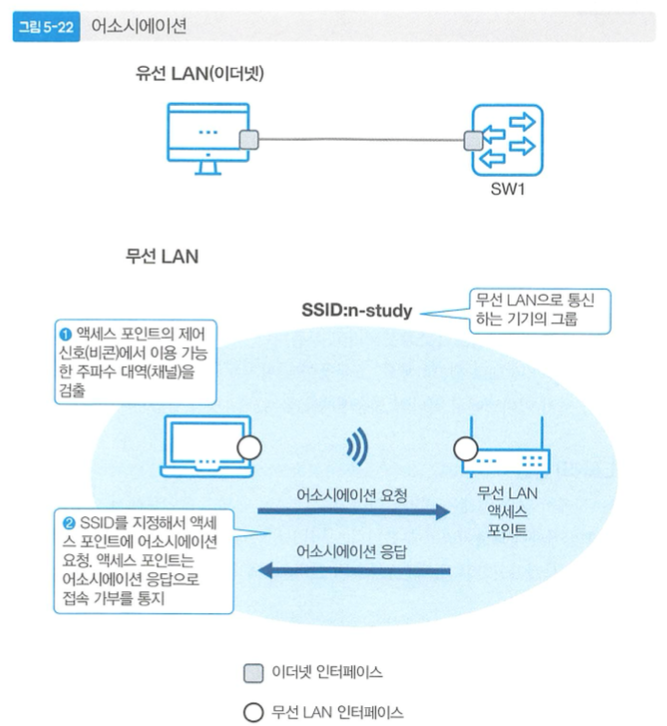 그림 5-22 어소시에이션
유선 LAN(이더넷)
SW1
무선 LAN
SSID:n-study
무선 LAN으로 통신
하는 기기의 그룹
❶ 액세스 포인트의 제어
신호(비콘)에서 이용 가능
한 주파수 대역(채널)을
검출
어소시에이션 요청
무선 LAN
액세스
포인트
❷ SSID를 지정해서 액세
스 포인트에 어소시에이션
요청. 액세스 포인트는
어소시에이션 응답으로
접속 가부를 통지
어소시에이션 응답
이더넷 인터페이스
무선 LAN 인터페이스